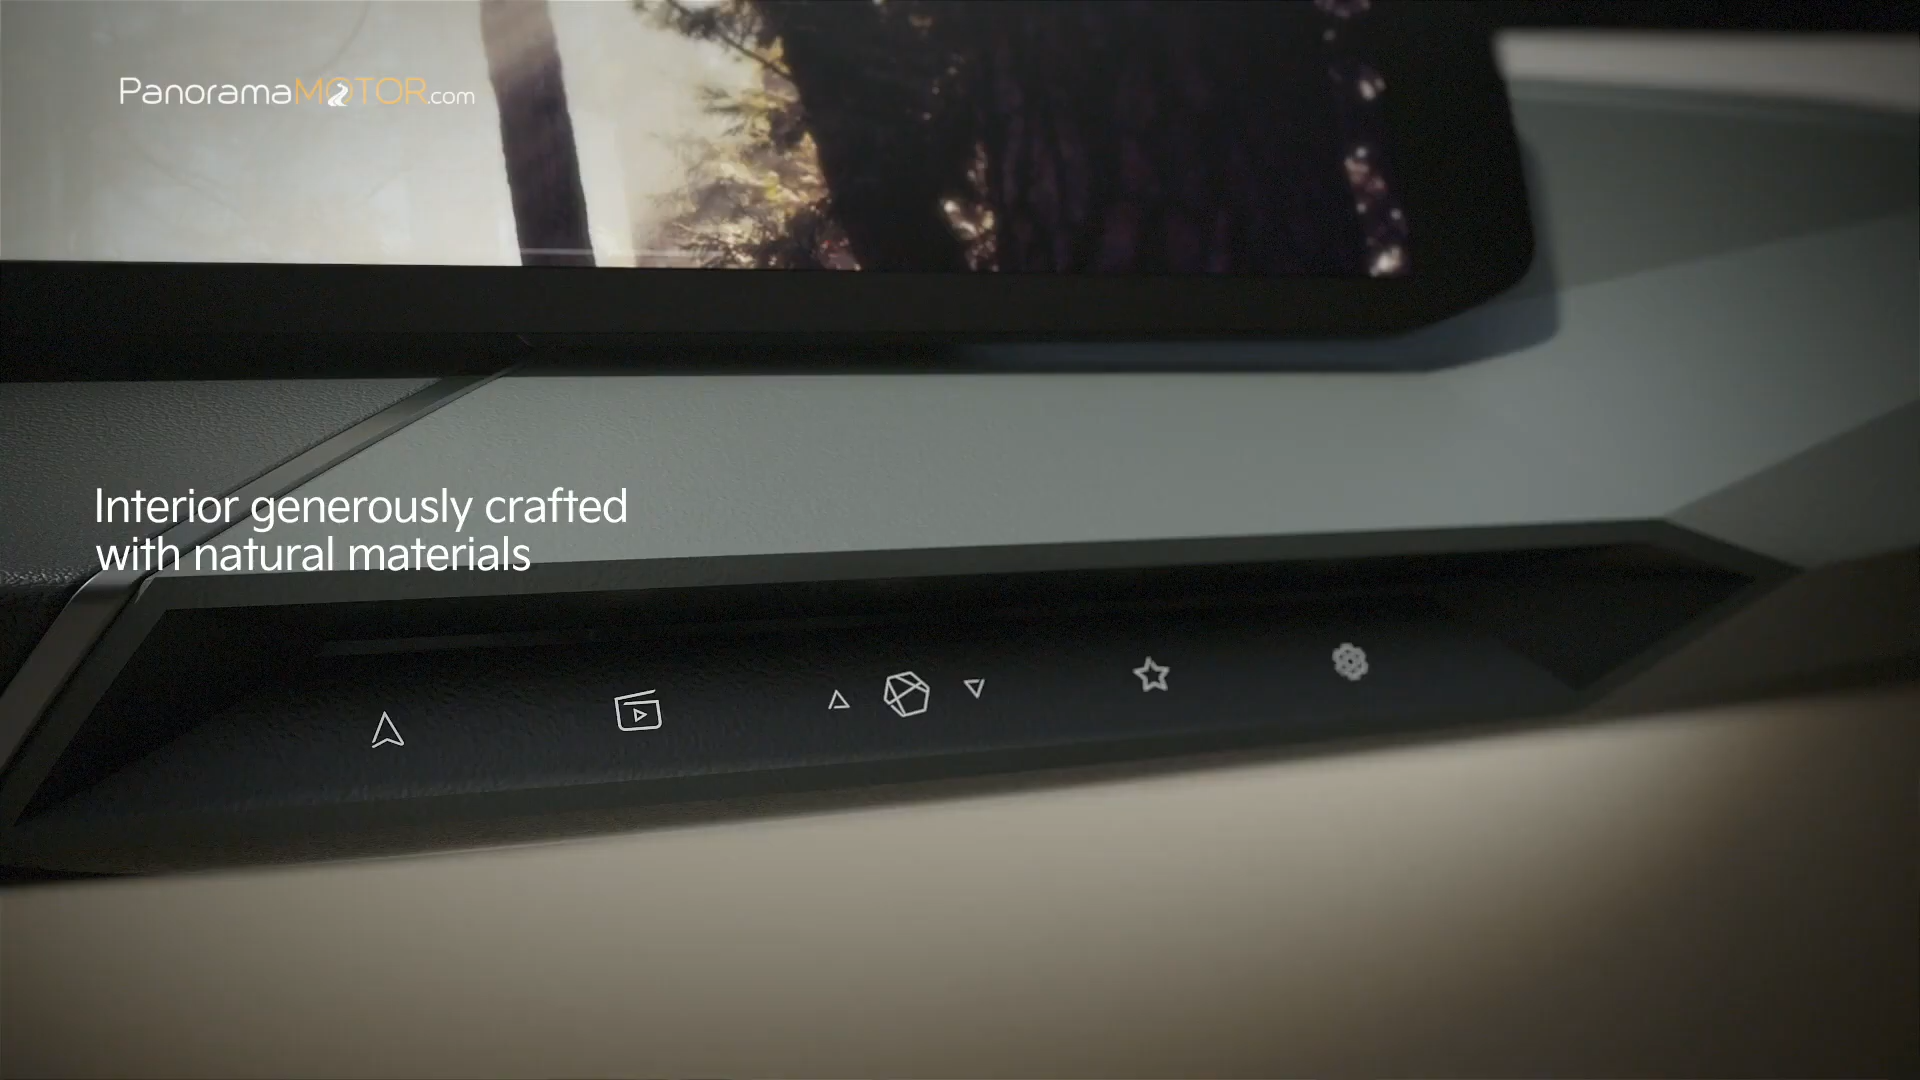 PanoramaMOTOR.com
Interior generously crafted
with natural materials